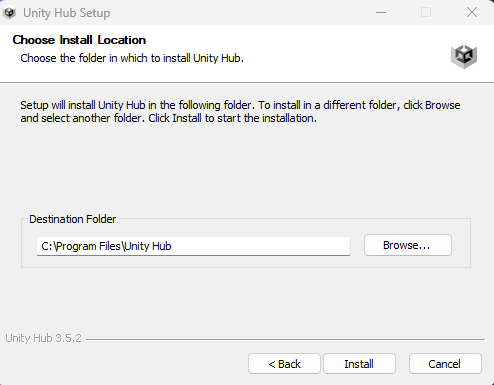 Unity Hub Setup
Choose Install Location
Choose the folder in which to install Unity Hub.
Setup will install Unity Hub in the following folder. To install in a different folder, click Browse
and select another folder. Click Install to start the installation.
Destination Folder
C:\Program Files\Unity Hub
Browse...
Unity Hub 3.5.2
< Back
Install
Cancel